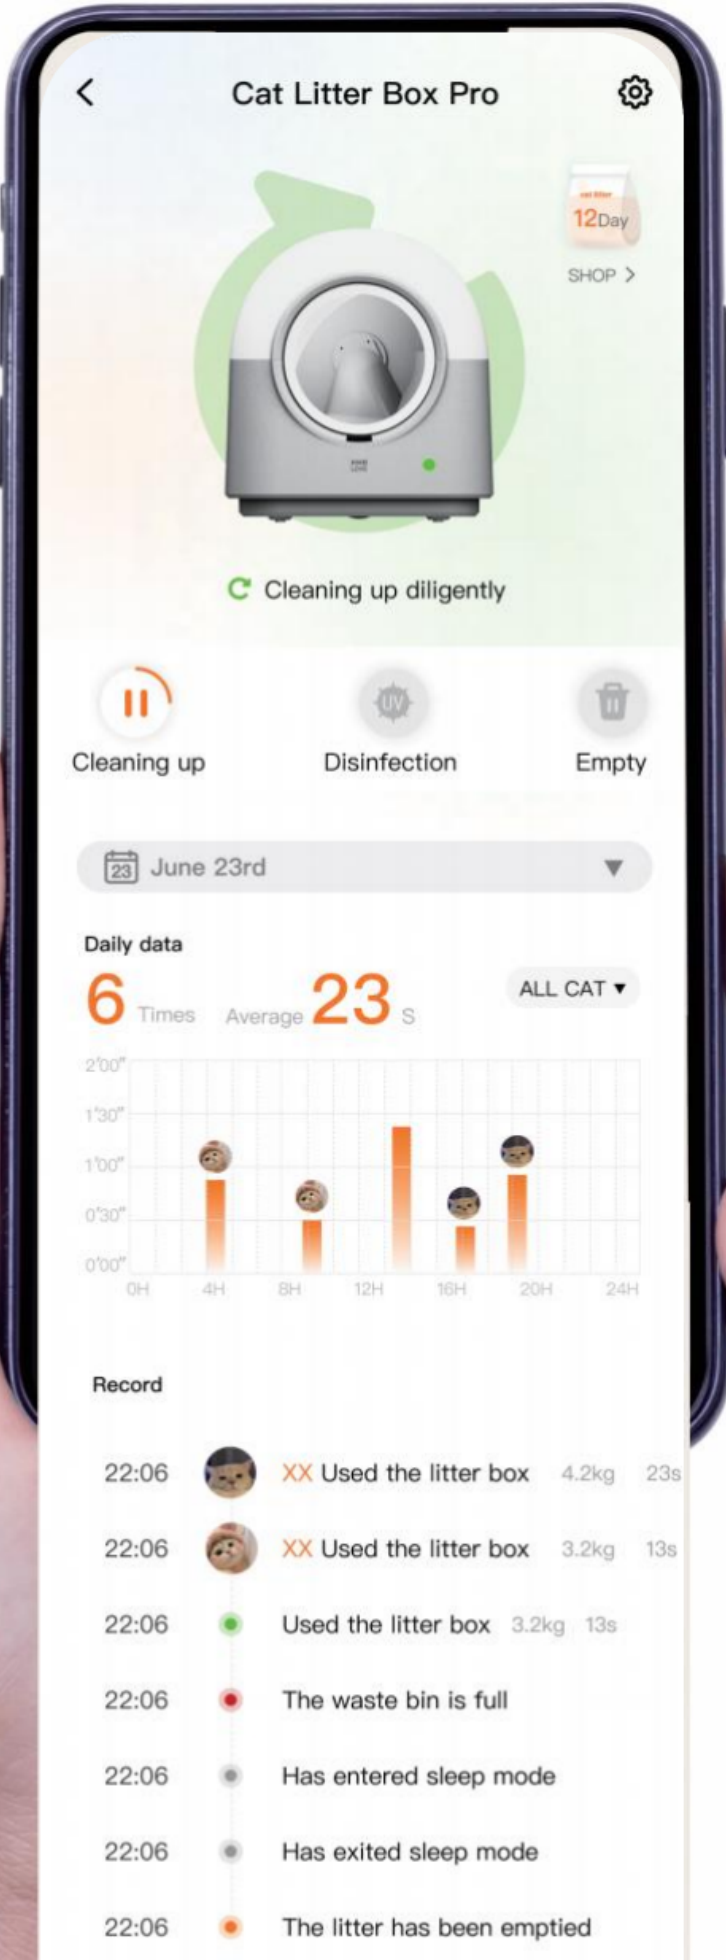 Cat Litter Box Pro
cat litter
12Day
SHOP >
Cleaning up diligently
UV
Cleaning up
Disinfection
Empty
23
June 23rd
Daily data
6 Times Average 23 S
ALL CAT ▼
2'00"
1'30"
1'00"
0'30"
0'00"
0H 4H 8H 12H 16H 20H 24H
Record
22:06 XX Used the litter box 4.2kg 23s
22:06 XX Used the litter box 3.2kg 13s
22:06 Used the litter box 3.2kg 13s
22:06 The waste bin is full
22:06 Has entered sleep mode
22:06 Has exited sleep mode
22:06 The litter has been emptied